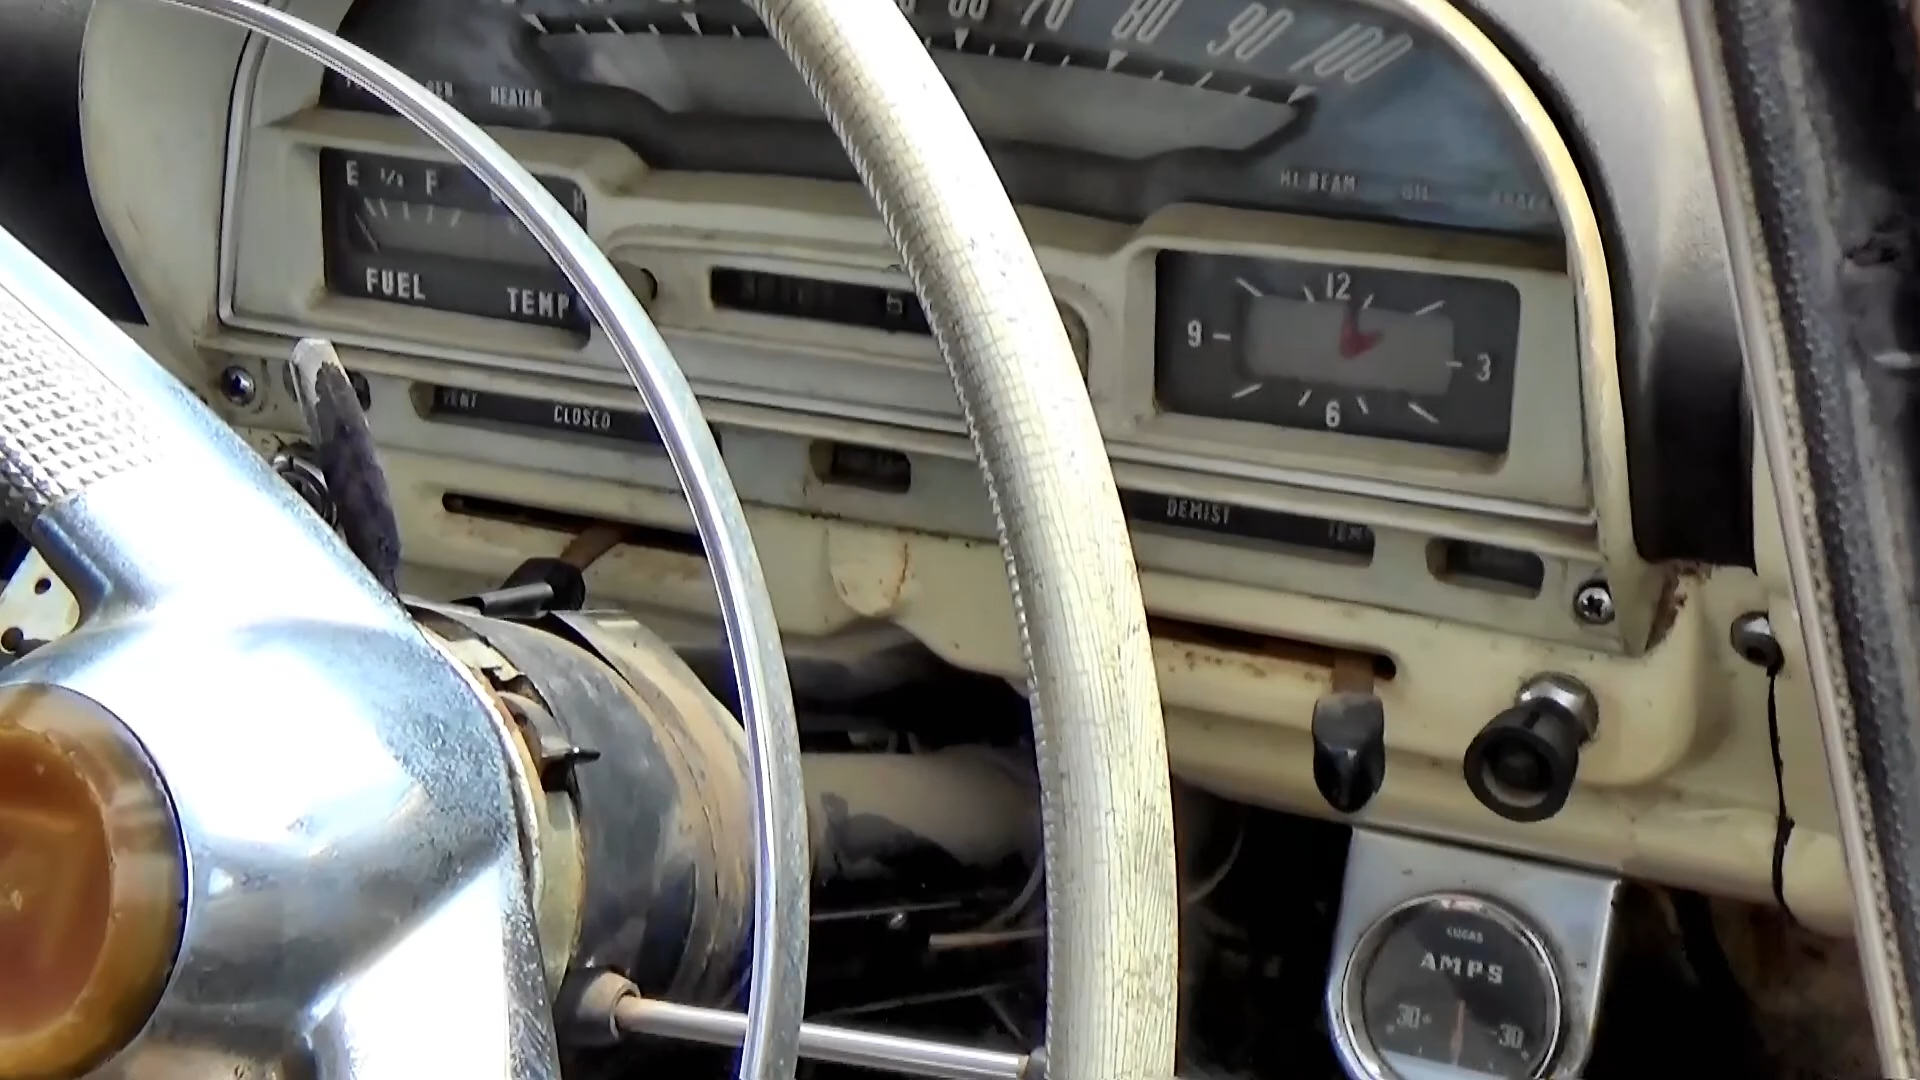 70 80 90 100
HEATER
E ½ F H
HI-BEAM OIL
FUEL TEMP
12
9 3
6
VENT CLOSED
DEMIST TEMP
LUCAS
AMPS
30 30